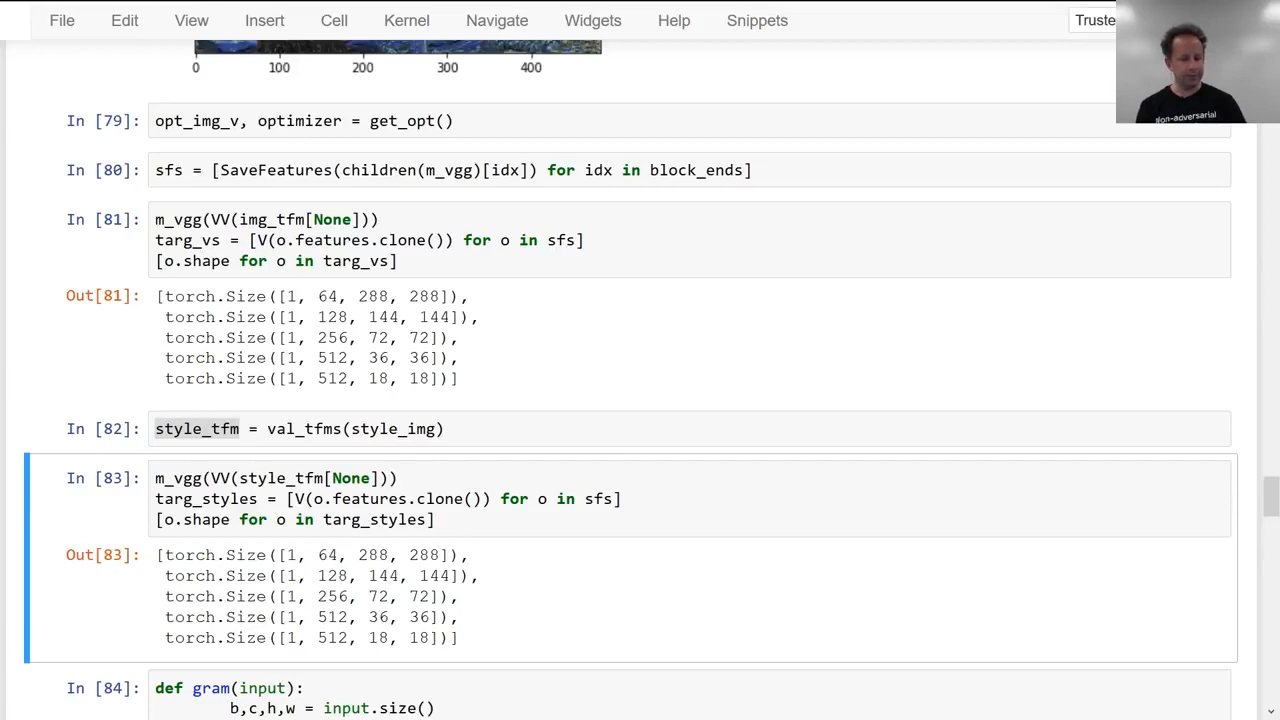 File Edit View Insert Cell Kernel Navigate Widgets Help Snippets Truste
0 100 200 300 400
In [79]: opt_img_v, optimizer = get_opt()
In [80]: sfs = [SaveFeatures(children(m_vgg)[idx]) for idx in block_ends]
In [81]: m_vgg(VV(img_tfm[None]))
targ_vs = [V(o.features.clone()) for o in sfs]
[o.shape for o in targ_vs]
Out[81]: [torch.Size([1, 64, 288, 288]),
torch.Size([1, 128, 144, 144]),
torch.Size([1, 256, 72, 72]),
torch.Size([1, 512, 36, 36]),
torch.Size([1, 512, 18, 18])]
In [82]: style_tfm = val_tfms(style_img)
In [83]: m_vgg(VV(style_tfm[None]))
targ_styles = [V(o.features.clone()) for o in sfs]
[o.shape for o in targ_styles]
Out[83]: [torch.Size([1, 64, 288, 288]),
torch.Size([1, 128, 144, 144]),
torch.Size([1, 256, 72, 72]),
torch.Size([1, 512, 36, 36]),
torch.Size([1, 512, 18, 18])]
In [84]: def gram(input):
b,c,h,w = input.size()